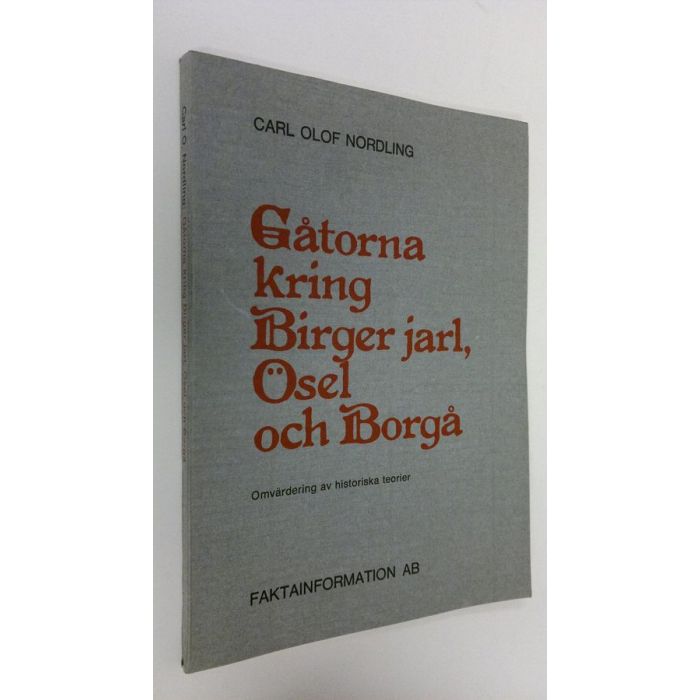 CARL OLOF NORDLING
Gåtorna
kring
Birger jarl,
Ösel
och Borgå
Omvärdering av historiska teorier
FAKTAINFORMATION AB
Carl O. Nordling: Gåtorna kring Birger jarl, Ösel och Borgå